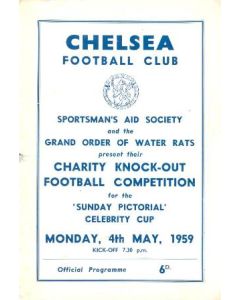 CHELSEA
FOOTBALL CLUB
SPORTSMAN'S AID SOCIETY
and the
GRAND ORDER OF WATER RATS
present their
CHARITY KNOCK-OUT
FOOTBALL COMPETITION
for the
'SUNDAY PICTORIAL'
CELEBRITY CUP
MONDAY, 4th MAY, 1959
KICK-OFF 7.30 p.m.
Official Programme 6D.